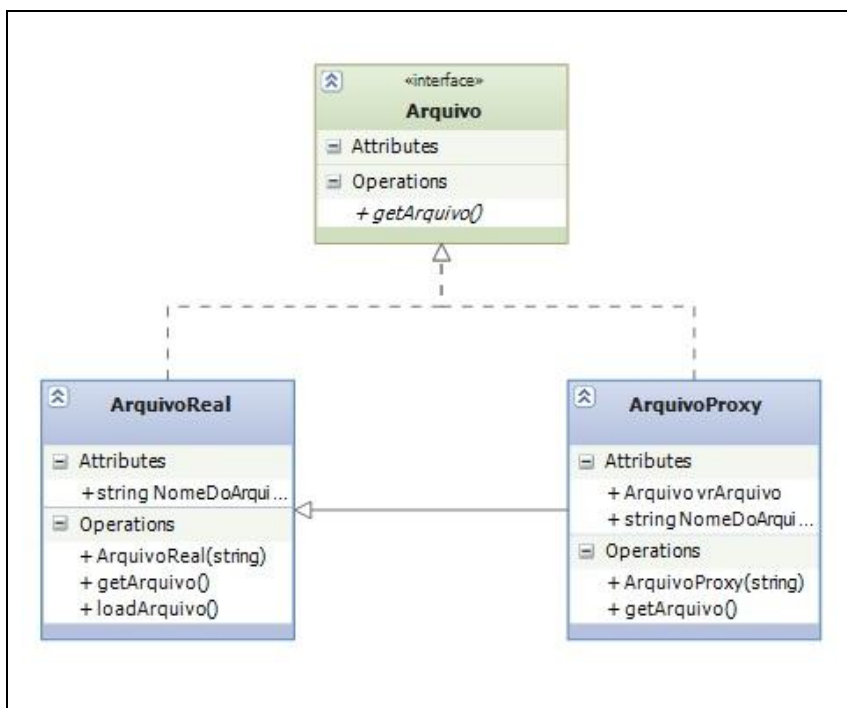 «interface»
Arquivo
Attributes
Operations
+ getArquivo()
ArquivoReal
Attributes
+ string NomeDoArqui...
Operations
+ ArquivoReal(string)
+ getArquivo()
+ loadArquivo()
ArquivoProxy
Attributes
+ Arquivo vrArquivo
+ string NomeDoArqui...
Operations
+ ArquivoProxy(string)
+ getArquivo()